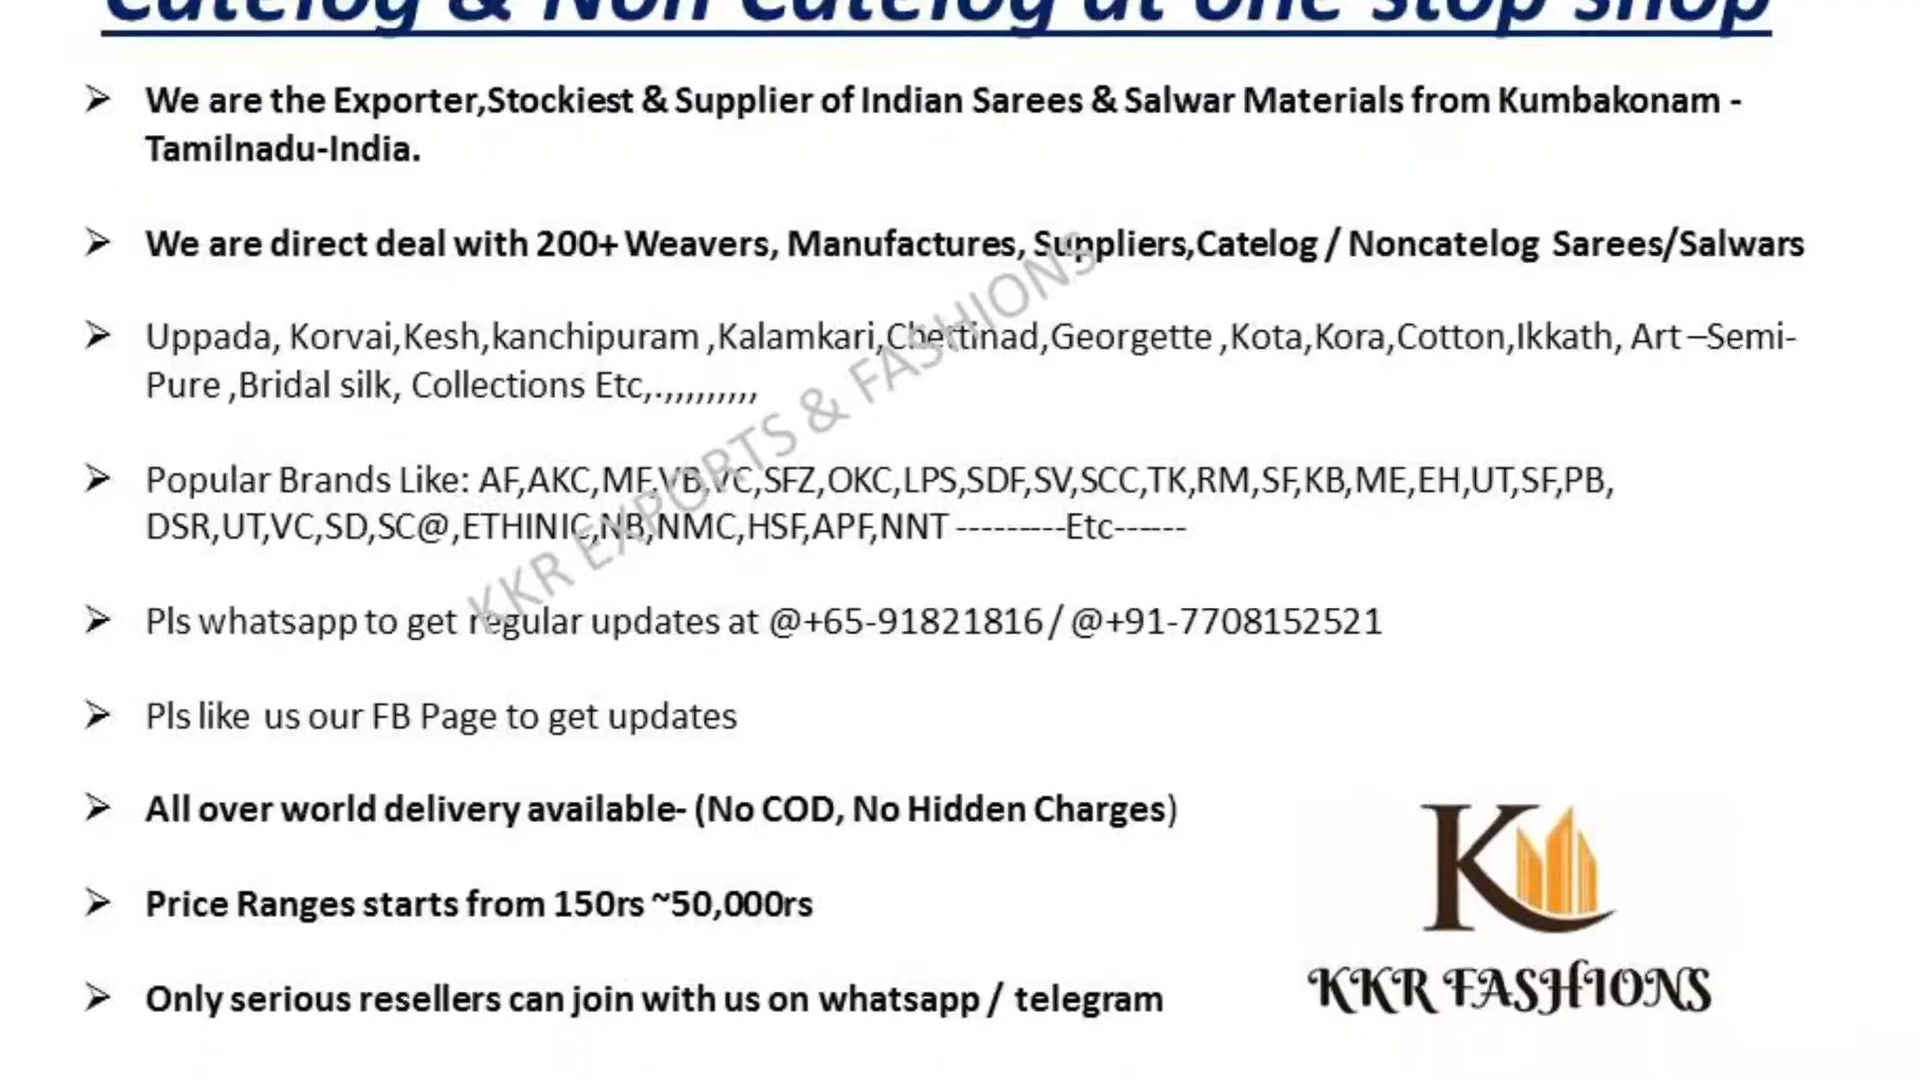 Catelog & Non Catelog at one stop shop
We are the Exporter,Stockiest & Supplier of Indian Sarees & Salwar Materials from Kumbakonam -
Tamilnadu-India.
We are direct deal with 200+ Weavers, Manufactures, Suppliers,Catelog / Noncatelog Sarees/Salwars
Uppada, Korvai,Kesh,kanchipuram ,Kalamkari,Chettinad,Georgette ,Kota,Kora,Cotton,Ikkath, Art –Semi-
Pure ,Bridal silk, Collections Etc,.,,,,,,,,,,
Popular Brands Like: AF,AKC,MF,VB,VC,SFZ,OKC,LPS,SDF,SV,SCC,TK,RM,SF,KB,ME,EH,UT,SF,PB,
DSR,UT,VC,SD,SC@,ETHINIC,NB,NMC,HSF,APF,NNT ---------Etc------
Pls whatsapp to get regular updates at @+65-91821816 / @+91-7708152521
Pls like us our FB Page to get updates
All over world delivery available- (No COD, No Hidden Charges)
Price Ranges starts from 150rs ~50,000rs
Only serious resellers can join with us on whatsapp / telegram
KKR EXPORTS & FASHIONS
K
KKR FASHIONS